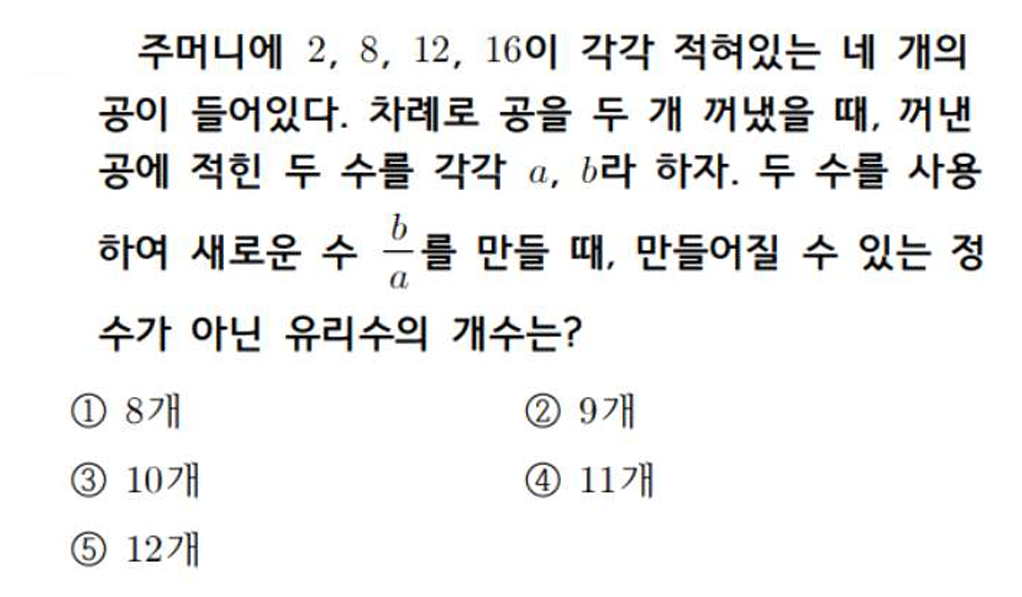 주머니에 2, 8, 12, 16이 각각 적혀있는 네 개의
공이 들어있다. 차례로 공을 두 개 꺼냈을 때, 꺼낸
공에 적힌 두 수를 각각 a, b라 하자. 두 수를 사용
하여 새로운 수 b/a를 만들 때, 만들어질 수 있는 정
수가 아닌 유리수의 개수는?
① 8개 ② 9개
③ 10개 ④ 11개
⑤ 12개